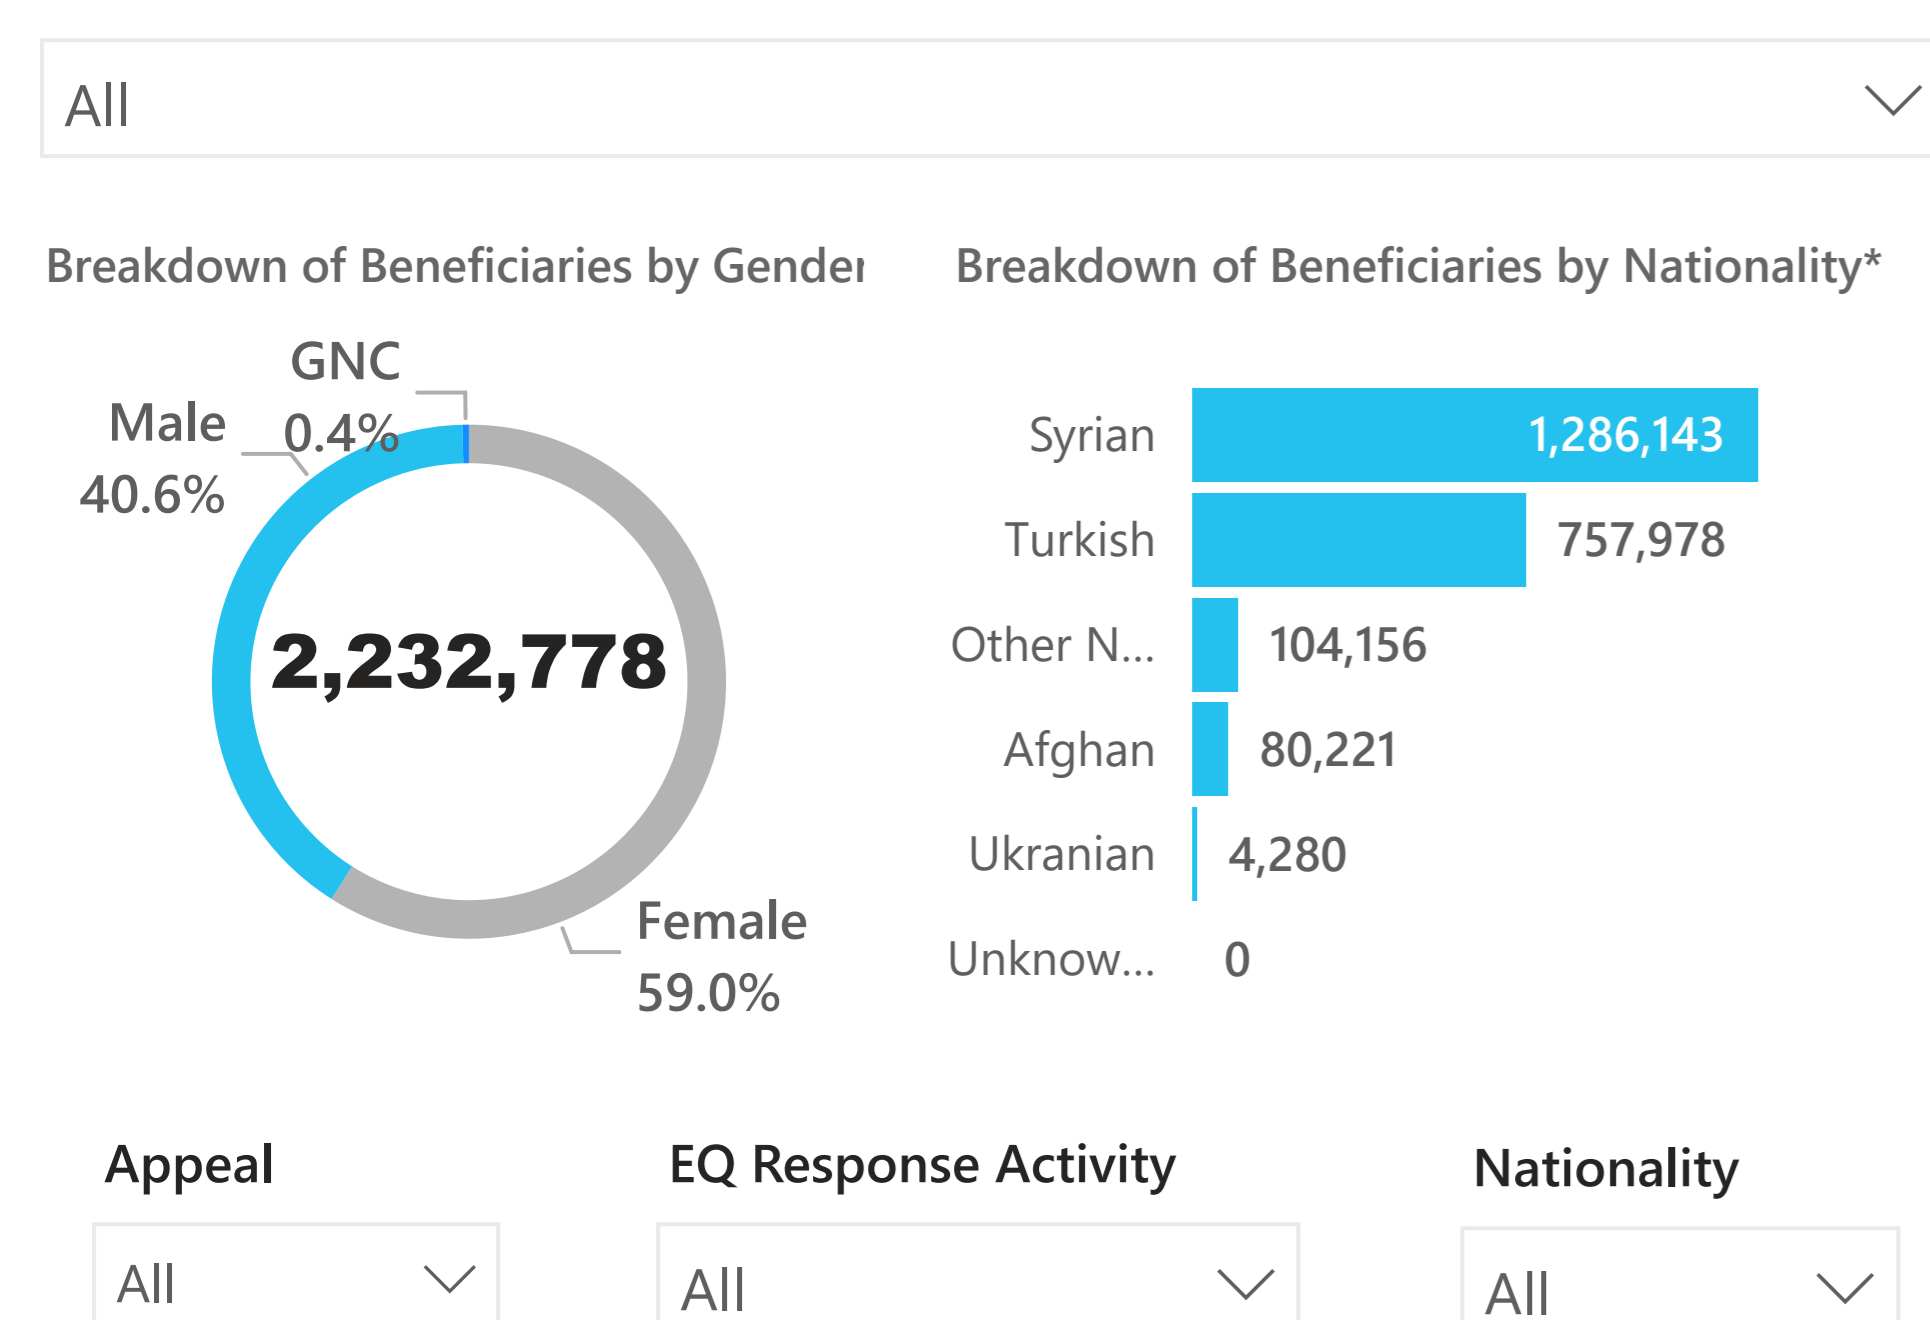 All
Breakdown of Beneficiaries by Gender
GNC
0.4%
Male
40.6%
2,232,778
Female
59.0%
Breakdown of Beneficiaries by Nationality*
Syrian 1,286,143
Turkish 757,978
Other N... 104,156
Afghan 80,221
Ukranian 4,280
Unknow... 0
Appeal
All
EQ Response Activity
All
Nationality
All